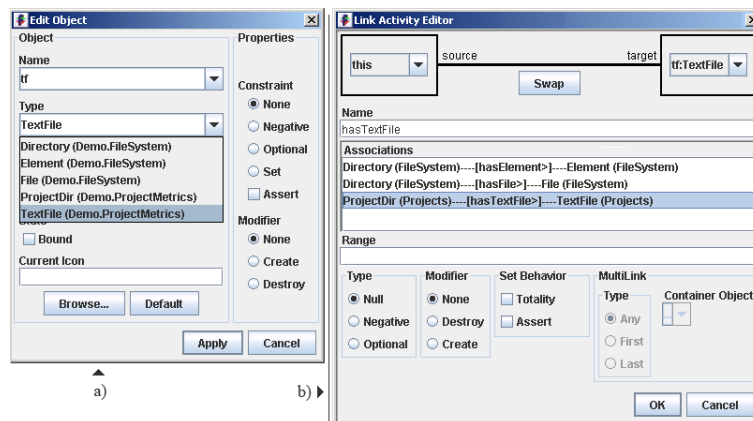 Edit Object
Object
Properties
Name
tf
Type
TextFile
Directory (Demo.FileSystem)
Element (Demo.FileSystem)
File (Demo.FileSystem)
ProjectDir (Demo.ProjectMetrics)
TextFile (Demo.ProjectMetrics)
Bound
Current Icon
Browse...
Default
Constraint
None
Negative
Optional
Set
Assert
Modifier
None
Create
Destroy
Apply
Cancel
a)
b)
Link Activity Editor
this
source
target
tf:TextFile
Swap
Name
hasTextFile
Associations
Directory (FileSystem)----[hasElement>]----Element (FileSystem)
Directory (FileSystem)----[hasFile>]----File (FileSystem)
ProjectDir (Projects)----[hasTextFile>]----TextFile (Projects)
Range
Type
Null
Negative
Optional
Modifier
None
Destroy
Create
Set Behavior
Totality
Assert
MultiLink
Type
Any
First
Last
Container Object
OK
Cancel